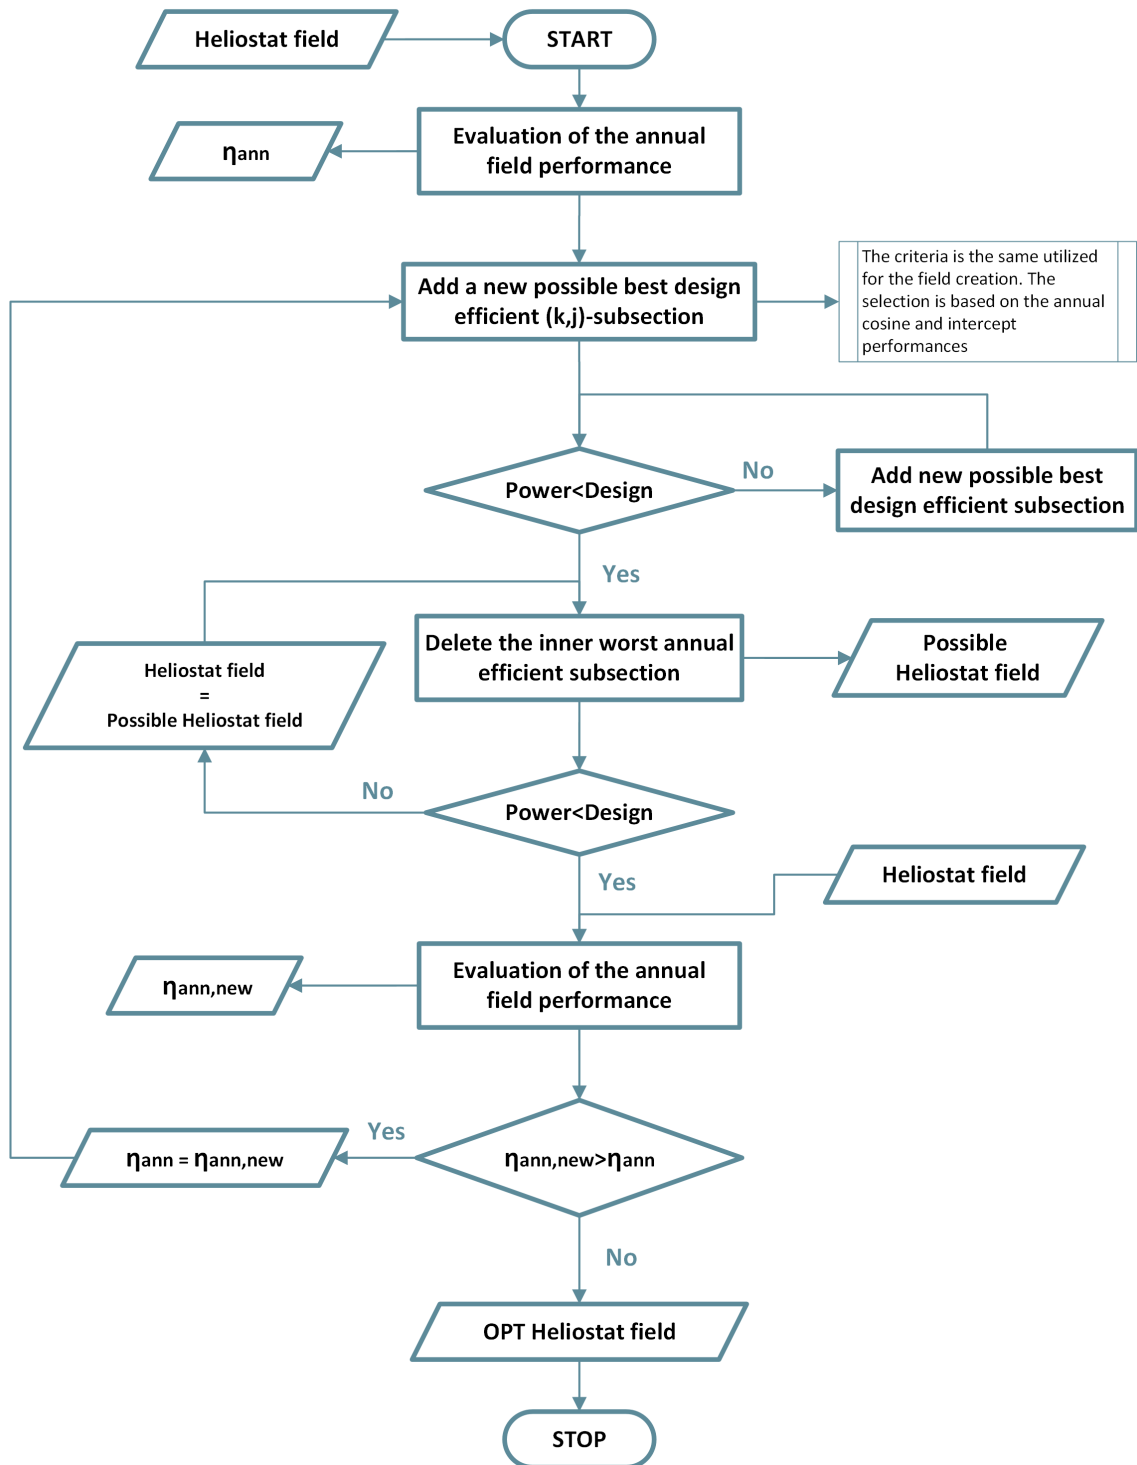 Heliostat field
START
Evaluation of the annual
field performance
ηann
Add a new possible best design
efficient (k,j)-subsection
The criteria is the same utilized
for the field creation. The
selection is based on the annual
cosine and intercept
performances
Power<Design
No
Add new possible best
design efficient subsection
Yes
Delete the inner worst annual
efficient subsection
Possible
Heliostat field
Heliostat field
=
Possible Heliostat field
No
Power<Design
Yes
Heliostat field
Evaluation of the annual
field performance
ηann,new
Yes
ηann = ηann,new
ηann,new>ηann
No
OPT Heliostat field
STOP